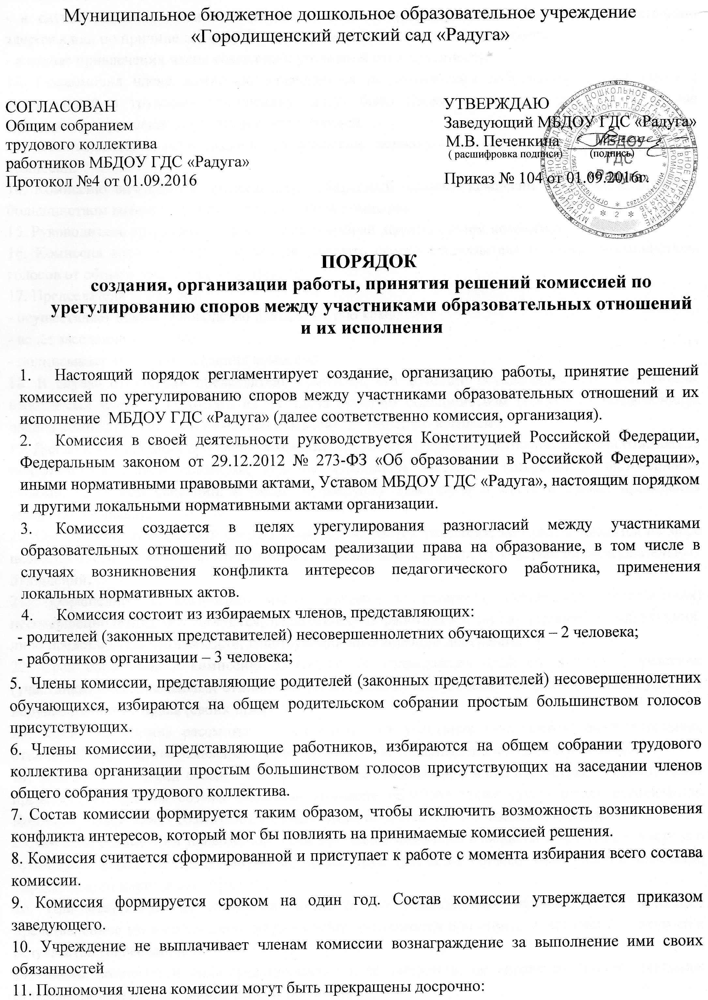 Муниципальное бюджетное дошкольное образовательное учреждение
«Городищенский детский сад «Радуга»
СОГЛАСОВАН
Общим собранием
трудового коллектива
работников МБДОУ ГДС «Радуга»
Протокол №4 от 01.09.2016
УТВЕРЖДАЮ
Заведующий МБДОУ ГДС «Радуга»
М.В. Печенкина
( расшифровка подписи) (подпись)
Приказ № 104 от 01.09.2016г.
МБДОУ
ГДС
«Радуга»
ПОРЯДОК
создания, организации работы, принятия решений комиссией по
урегулированию споров между участниками образовательных отношений
и их исполнения
1. Настоящий порядок регламентирует создание, организацию работы, принятие решений
комиссией по урегулированию споров между участниками образовательных отношений и их
исполнение МБДОУ ГДС «Радуга» (далее соответственно комиссия, организация).
2. Комиссия в своей деятельности руководствуется Конституцией Российской Федерации,
Федеральным законом от 29.12.2012 № 273-ФЗ «Об образовании в Российской Федерации»,
иными нормативными правовыми актами, Уставом МБДОУ ГДС «Радуга», настоящим порядком
и другими локальными нормативными актами организации.
3. Комиссия создается в целях урегулирования разногласий между участниками
образовательных отношений по вопросам реализации права на образование, в том числе в
случаях возникновения конфликта интересов педагогического работника, применения
локальных нормативных актов.
4. Комиссия состоит из избираемых членов, представляющих:
- родителей (законных представителей) несовершеннолетних обучающихся – 2 человека;
- работников организации – 3 человека;
5. Члены комиссии, представляющие родителей (законных представителей) несовершеннолетних
обучающихся, избираются на общем родительском собрании простым большинством голосов
присутствующих.
6. Члены комиссии, представляющие работников, избираются на общем собрании трудового
коллектива организации простым большинством голосов присутствующих на заседании членов
общего собрания трудового коллектива.
7. Состав комиссии формируется таким образом, чтобы исключить возможность возникновения
конфликта интересов, который мог бы повлиять на принимаемые комиссией решения.
8. Комиссия считается сформированной и приступает к работе с момента избирания всего состава
комиссии.
9. Комиссия формируется сроком на один год. Состав комиссии утверждается приказом
заведующего.
10. Учреждение не выплачивает членам комиссии вознаграждение за выполнение ими своих
обязанностей
11. Полномочия члена комиссии могут быть прекращены досрочно: